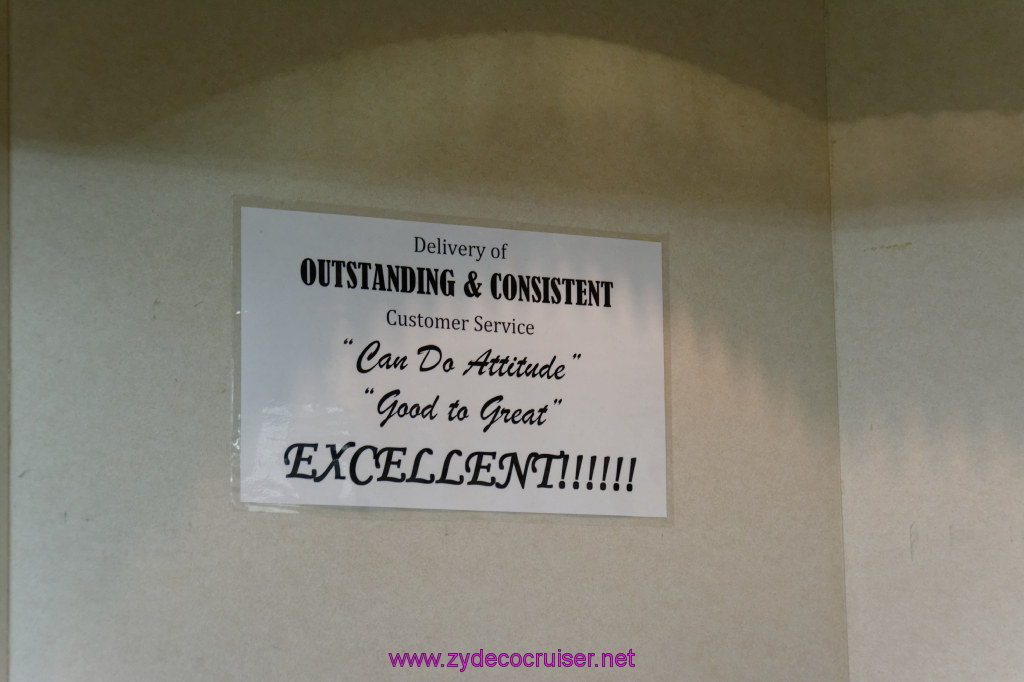 Delivery of
OUTSTANDING & CONSISTENT
Customer Service
“Can Do Attitude”
“Good to Great”
EXCELLENT!!!!!!
www.zydecocruiser.net